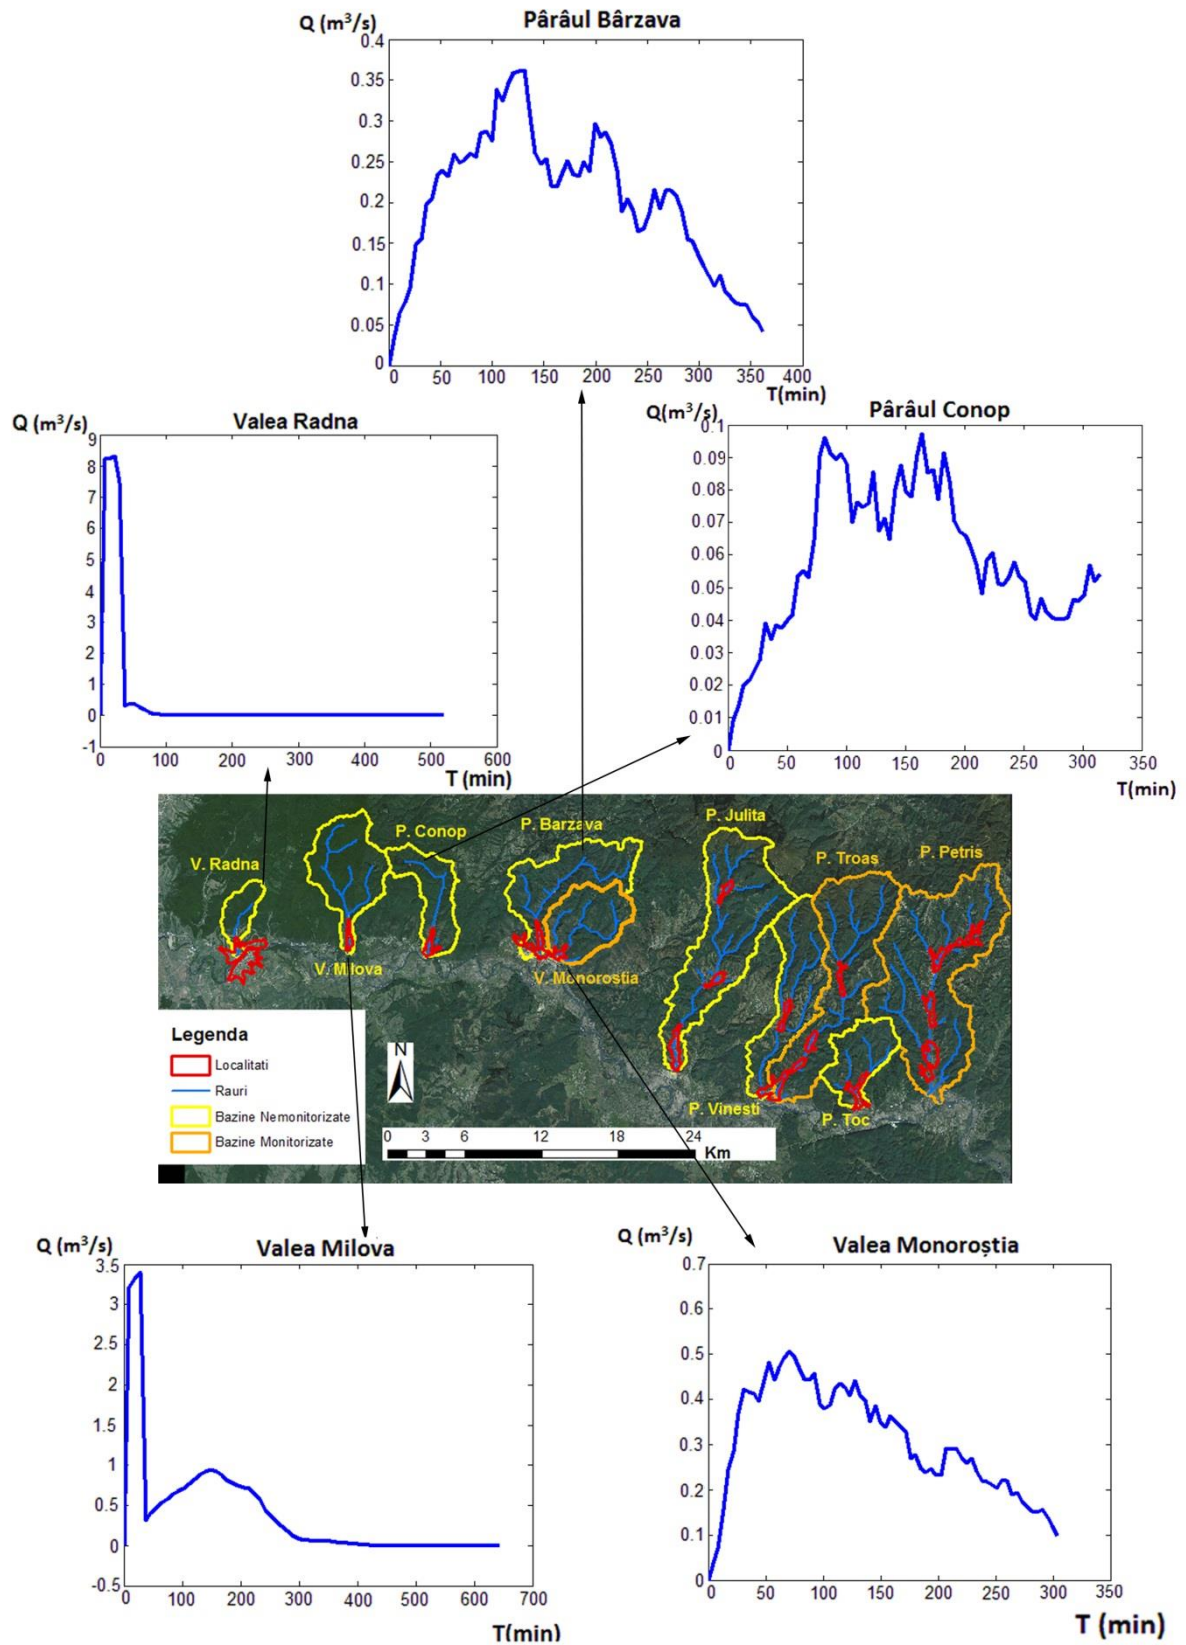 Q (m³/s)
Pârâul Bârzava
0.4
0.35
0.3
0.25
0.2
0.15
0.1
0.05
0
0 50 100 150 200 250 300 350 400
T(min)
Q (m³/s)
Valea Radna
9
8
7
6
5
4
3
2
1
0
-1
0 100 200 300 400 500 600
T (min)
Q(m³/s)
Pârâul Conop
0.1
0.09
0.08
0.07
0.06
0.05
0.04
0.03
0.02
0.01
0
0 50 100 150 200 250 300 350
T(min)
V. Radna
P. Conop
P. Barzava
P. Julita
P. Troas
P. Petris
V. Milova
V. Monorostia
P. Vinesti
P. Toc
Legenda
Localitati
Rauri
Bazine Nemonitorizate
Bazine Monitorizate
N
0 3 6 12 18 24
Km
Q (m³/s)
Valea Milova
3.5
3
2.5
2
1.5
1
0.5
0
-0.5
0 100 200 300 400 500 600 700
T(min)
Q (m³/s)
Valea Monoroștia
0.7
0.6
0.5
0.4
0.3
0.2
0.1
0
0 50 100 150 200 250 300 350
T (min)